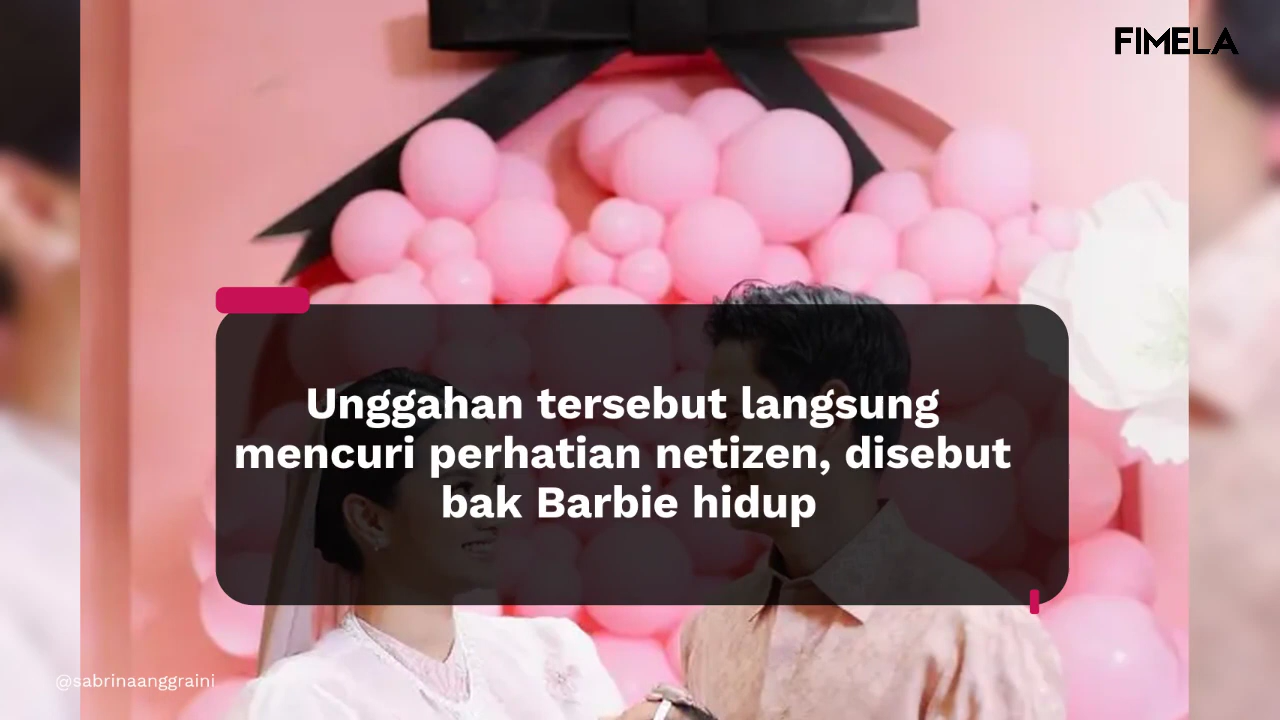 FIMELA
Unggahan tersebut langsung
mencuri perhatian netizen, disebut
bak Barbie hidup
@sabrinaanggraini